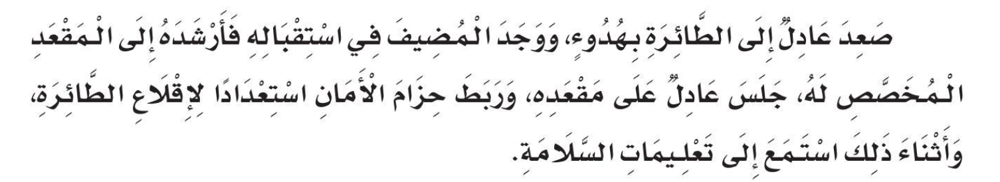 صَعِدَ عَادِلٌ إِلَى الطَّائِرَةِ بِهُدُوءٍ، وَوَجَدَ الْمُضِيفَ فِي اسْتِقْبَالِهِ فَأَرْشَدَهُ إِلَى الْمَقْعَدِ
الْمُخَصَّصِ لَهُ، جَلَسَ عَادِلٌ عَلَى مَقْعَدِهِ، وَرَبَطَ حِزَامَ الْأَمَانِ اسْتِعْدَادًا لِإِقْلَاعِ الطَّائِرَةِ،
وَأَثْنَاءَ ذَلِكَ اسْتَمَعَ إِلَى تَعْلِيمَاتِ السَّلَامَةِ.